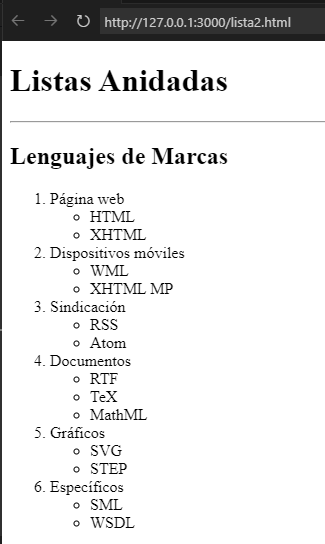 http://127.0.0.1:3000/lista2.html
Listas Anidadas
Lenguajes de Marcas
1. Página web
HTML
XHTML
2. Dispositivos móviles
WML
XHTML MP
3. Sindicación
RSS
Atom
4. Documentos
RTF
TeX
MathML
5. Gráficos
SVG
STEP
6. Específicos
SML
WSDL